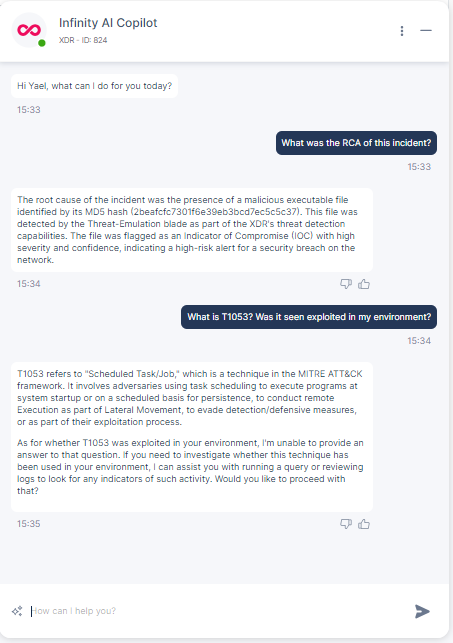 Infinity AI Copilot
XDR - ID: 824
Hi Yael, what can I do for you today?
15:33
What was the RCA of this incident?
15:33
The root cause of the incident was the presence of a malicious executable file
identified by its MD5 hash (2beafcfc7301f6e39eb3bcd7ec5c5c37). This file was
detected by the Threat-Emulation blade as part of the XDR's threat detection
capabilities. The file was flagged as an Indicator of Compromise (IOC) with high
severity and confidence, indicating a high-risk alert for a security breach on the
network.
15:34
What is T1053? Was it seen exploited in my environment?
15:34
T1053 refers to "Scheduled Task/Job," which is a technique in the MITRE ATT&CK
framework. It involves adversaries using task scheduling to execute programs at
system startup or on a scheduled basis for persistence, to conduct remote
Execution as part of Lateral Movement, to evade detection/defensive measures,
or as part of their exploitation process.
As for whether T1053 was exploited in your environment, I'm unable to provide an
answer to that question. If you need to investigate whether this technique has
been used in your environment, I can assist you with running a query or reviewing
logs to look for any indicators of such activity. Would you like to proceed with
that?
15:35
How can I help you?